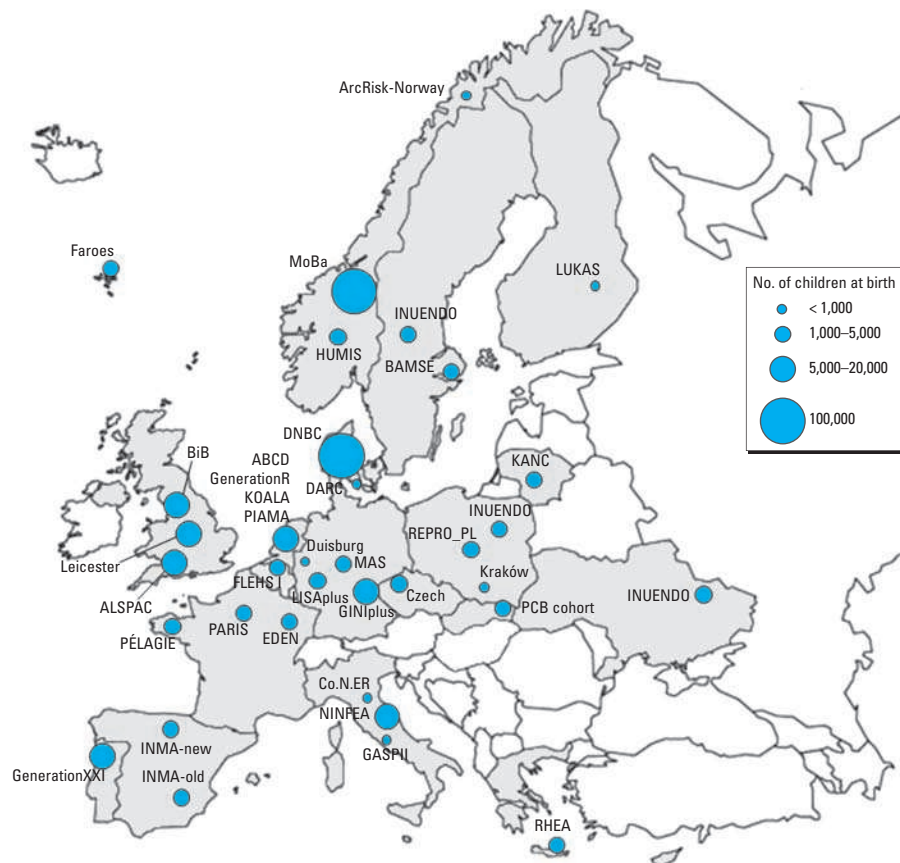 ArcRisk-Norway
Faroes
MoBa
LUKAS
INUENDO
HUMIS
BAMSE
No. of children at birth
< 1,000
1,000–5,000
5,000–20,000
100,000
DNBC
BiB
ABCD
GenerationR
KOALA
PIAMA
DARC
KANC
INUENDO
REPRO_PL
Leicester
Duisburg
MAS
Kraków
FLEHS I
LISAplus
GINIplus
Czech
ALSPAC
PCB cohort
INUENDO
PÉLAGIE
PARIS
EDEN
Co.N.ER
NINFEA
GASPII
INMA-new
GenerationXXI
INMA-old
RHEA